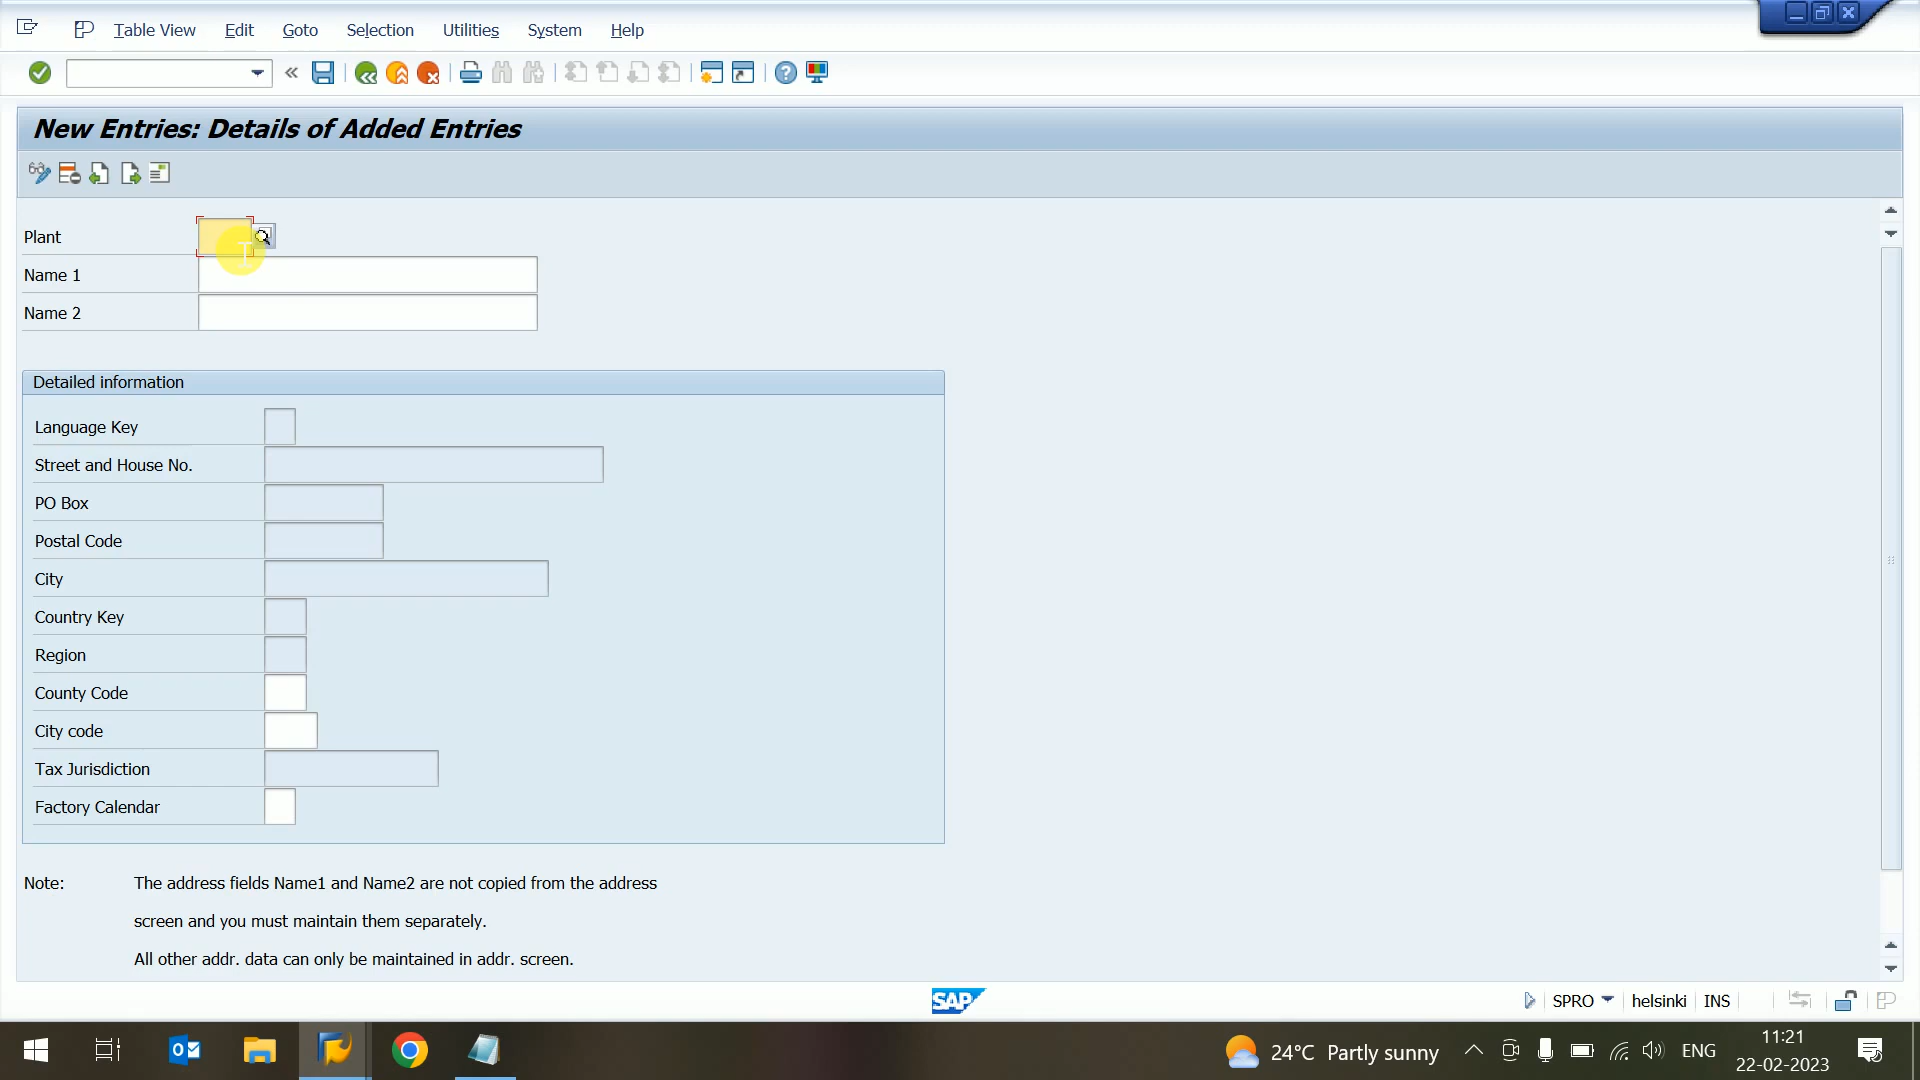 Table View Edit Goto Selection Utilities System Help
New Entries: Details of Added Entries
Plant
Name 1
Name 2
Detailed information
Language Key
Street and House No.
PO Box
Postal Code
City
Country Key
Region
County Code
City code
Tax Jurisdiction
Factory Calendar
Note: The address fields Name1 and Name2 are not copied from the address
screen and you must maintain them separately.
All other addr. data can only be maintained in addr. screen.
SAP SPRO helsinki INS
24°C Partly sunny ENG 11:21
22-02-2023